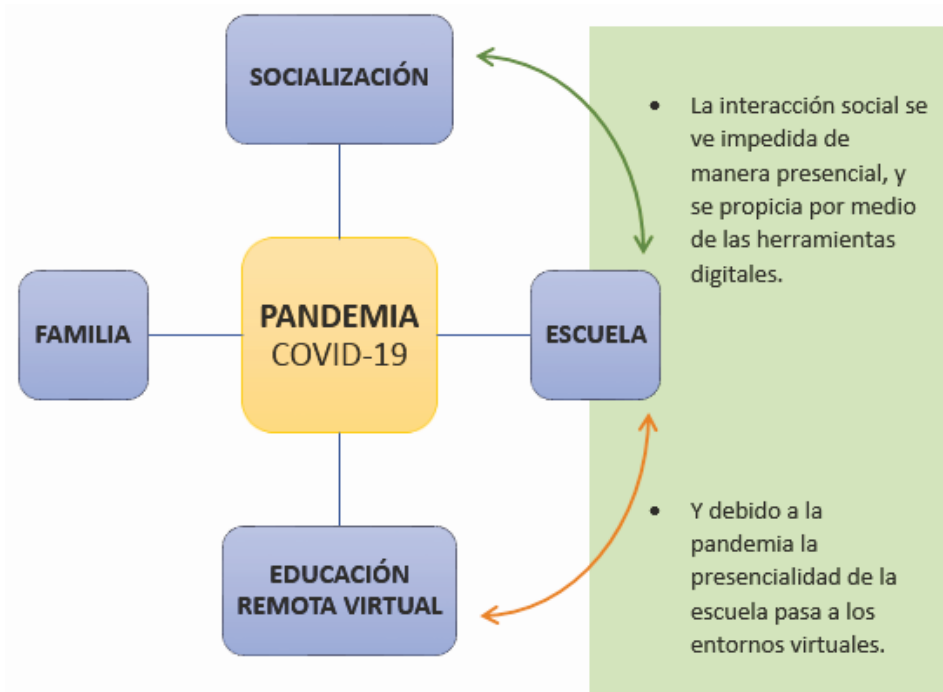 SOCIALIZACIÓN
FAMILIA
PANDEMIA
COVID-19
ESCUELA
EDUCACIÓN
REMOTA VIRTUAL
• La interacción social se
ve impedida de
manera presencial, y
se propicia por medio
de las herramientas
digitales.
• Y debido a la
pandemia la
presencialidad de la
escuela pasa a los
entornos virtuales.